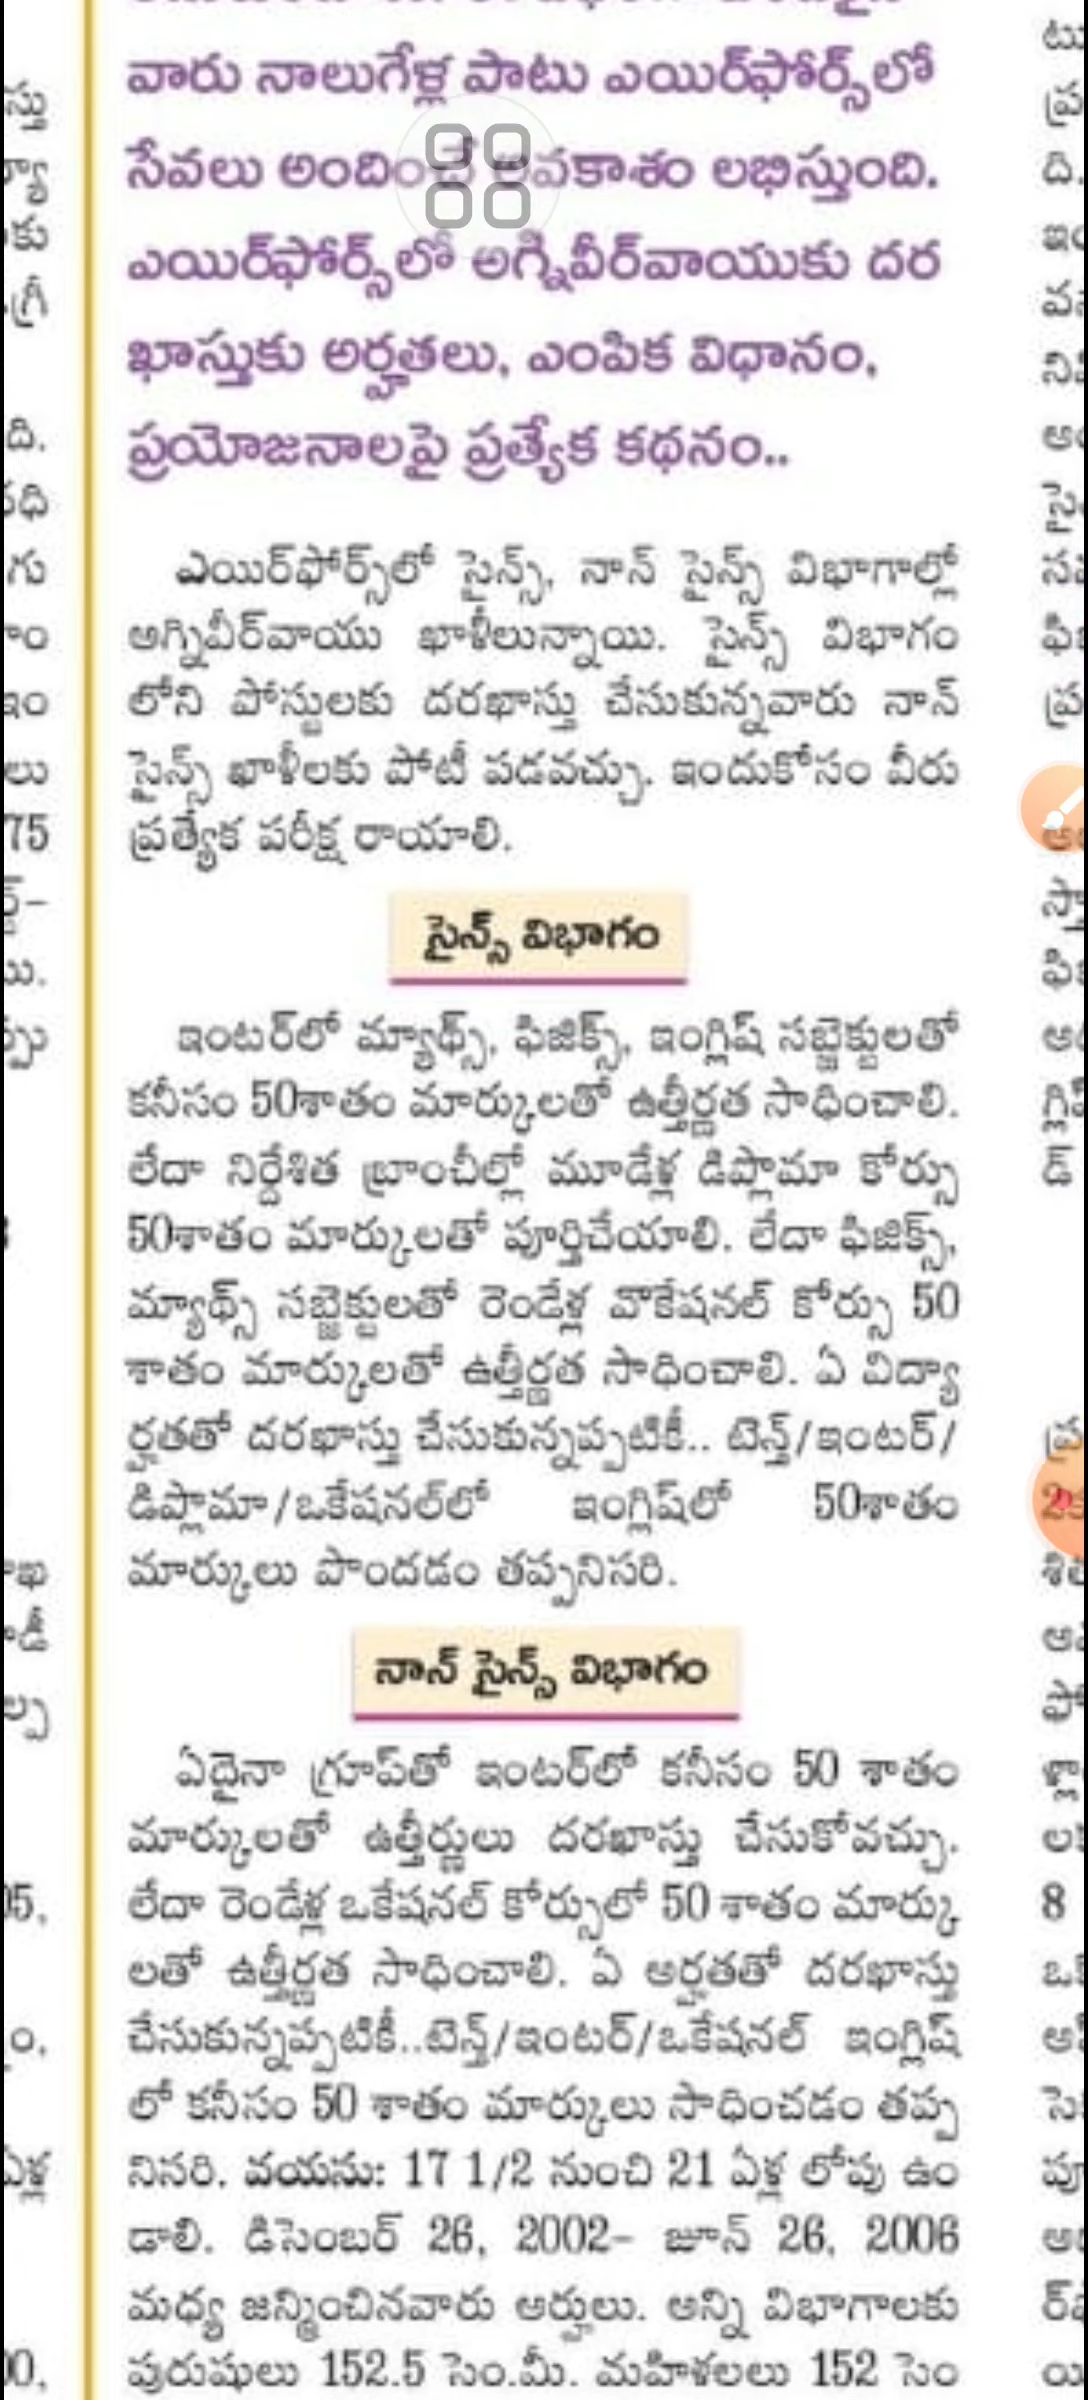 వారు నాలుగేళ్ల పాటు ఎయిర్‌ఫోర్స్‌లో
సేవలు అందించే అవకాశం లభిస్తుంది.
ఎయిర్‌ఫోర్స్‌లో అగ్నివీర్‌వాయుకు దర
ఖాస్తుకు అర్హతలు, ఎంపిక విధానం,
ప్రయోజనాలపై ప్రత్యేక కథనం..
ఎయిర్‌ఫోర్స్‌లో సైన్స్, నాన్ సైన్స్ విభాగాల్లో
అగ్నివీర్‌వాయు ఖాళీలున్నాయి. సైన్స్ విభాగం
లోని పోస్టులకు దరఖాస్తు చేసుకున్నవారు నాన్
సైన్స్ ఖాళీలకు పోటీ పడవచ్చు. ఇందుకోసం వీరు
ప్రత్యేక పరీక్ష రాయాలి.
సైన్స్ విభాగం
ఇంటర్‌లో మ్యాథ్స్, ఫిజిక్స్, ఇంగ్లిష్ సబ్జెక్టులతో
కనీసం 50శాతం మార్కులతో ఉత్తీర్ణత సాధించాలి.
లేదా నిర్దేశిత బ్రాంచీల్లో మూడేళ్ల డిప్లొమా కోర్సు
50శాతం మార్కులతో పూర్తిచేయాలి. లేదా ఫిజిక్స్,
మ్యాథ్స్ సబ్జెక్టులతో రెండేళ్ల వొకేషనల్ కోర్సు 50
శాతం మార్కులతో ఉత్తీర్ణత సాధించాలి. ఏ విద్యా
ర్హతతో దరఖాస్తు చేసుకున్నప్పటికీ.. టెన్త్/ఇంటర్/
డిప్లొమా/ఒకేషనల్‌లో ఇంగ్లిష్‌లో 50శాతం
మార్కులు పొందడం తప్పనిసరి.
నాన్ సైన్స్ విభాగం
ఏదైనా గ్రూప్‌తో ఇంటర్‌లో కనీసం 50 శాతం
మార్కులతో ఉత్తీర్ణులు దరఖాస్తు చేసుకోవచ్చు.
లేదా రెండేళ్ల ఒకేషనల్ కోర్సులో 50 శాతం మార్కు
లతో ఉత్తీర్ణత సాధించాలి. ఏ అర్హతతో దరఖాస్తు
చేసుకున్నప్పటికీ..టెన్త్/ఇంటర్/ఒకేషనల్ ఇంగ్లిష్
లో కనీసం 50 శాతం మార్కులు సాధించడం తప్ప
నిసరి. వయసు: 17 1/2 నుంచి 21 ఏళ్ల లోపు ఉం
డాలి. డిసెంబర్ 26, 2002– జూన్ 26, 2006
మధ్య జన్మించినవారు అర్హులు. అన్ని విభాగాలకు
పురుషులు 152.5 సెం.మీ. మహిళలలు 152 సెం